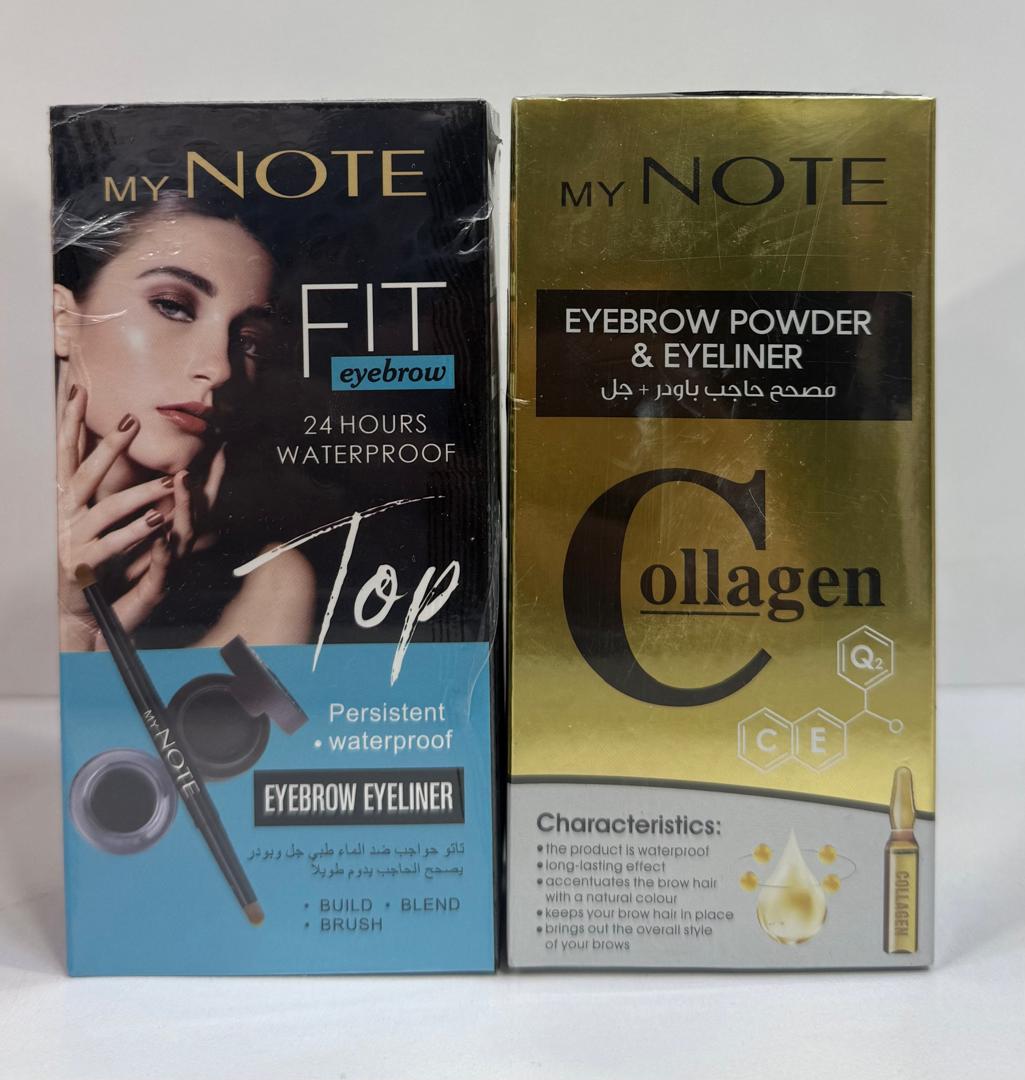 MY NOTE
FIT
eyebrow
24 HOURS
WATERPROOF
Top
Persistent
• waterproof
MY NOTE
EYEBROW EYELINER
تاتو حواجب ضد الماء طبي جل وبودر
يصحح الحاجب يدوم طويلاً
• BUILD • BLEND
• BRUSH
MY NOTE
EYEBROW POWDER
& EYELINER
مصحح حاجب باودر + جل
Collagen
Q2
C E
Characteristics:
• the product is waterproof
• long-lasting effect
• accentuates the brow hair
with a natural colour
• keeps your brow hair in place
• brings out the overall style
of your brows
COLLAGEN